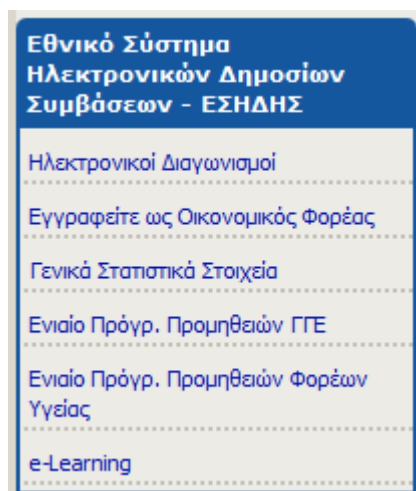 Εθνικό Σύστημα
Ηλεκτρονικών Δημοσίων
Συμβάσεων - ΕΣΗΔΗΣ
Ηλεκτρονικοί Διαγωνισμοί
Εγγραφείτε ως Οικονομικός Φορέας
Γενικά Στατιστικά Στοιχεία
Ενιαίο Πρόγρ. Προμηθειών ΓΓΕ
Ενιαίο Πρόγρ. Προμηθειών Φορέων
Υγείας
e-Learning